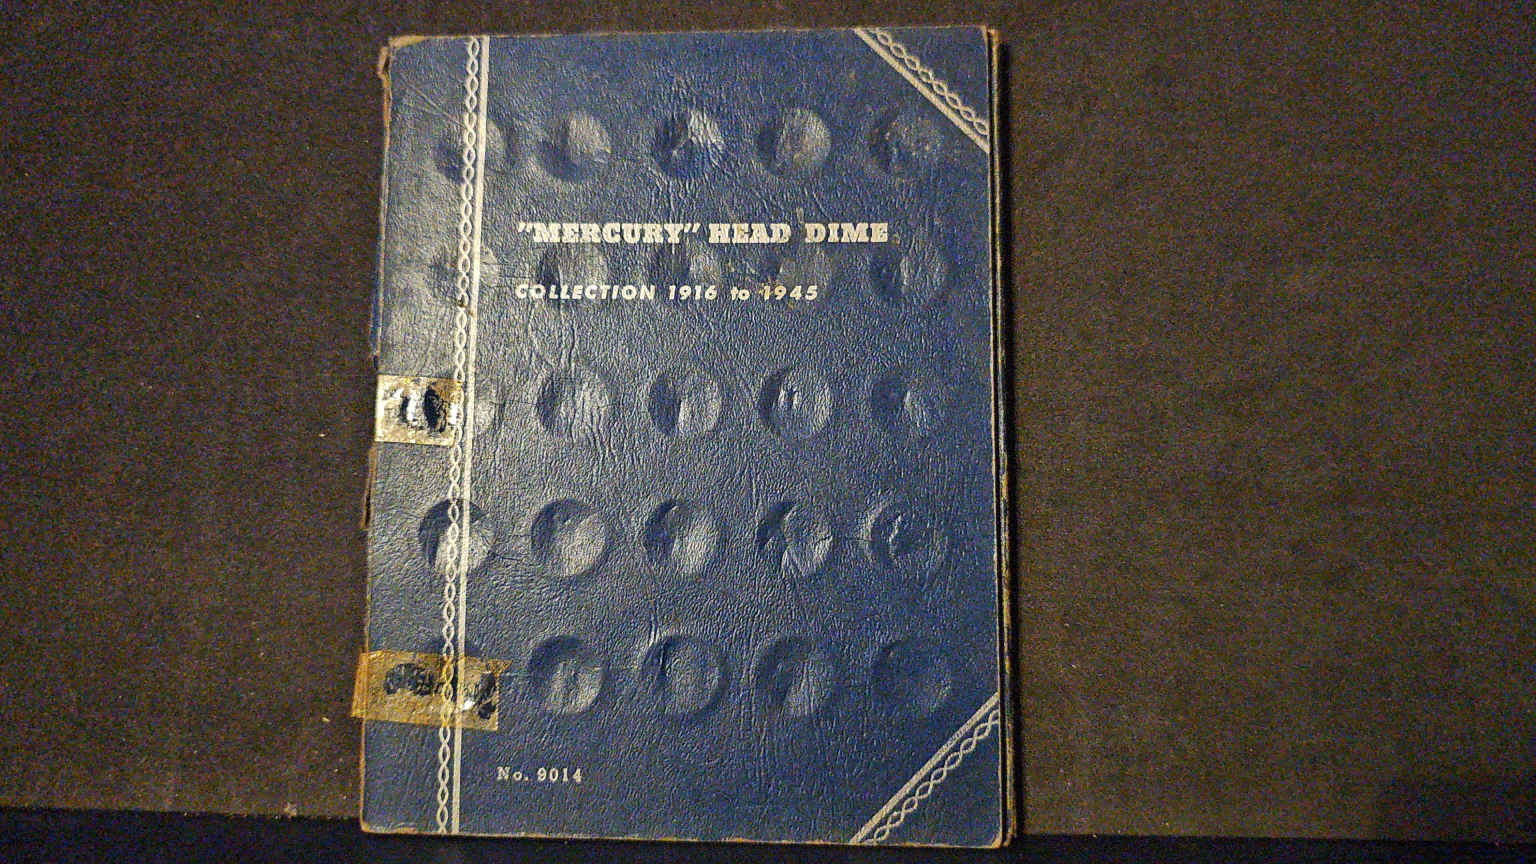 "MERCURY" HEAD DIME
COLLECTION 1916 to 1945
No. 9014